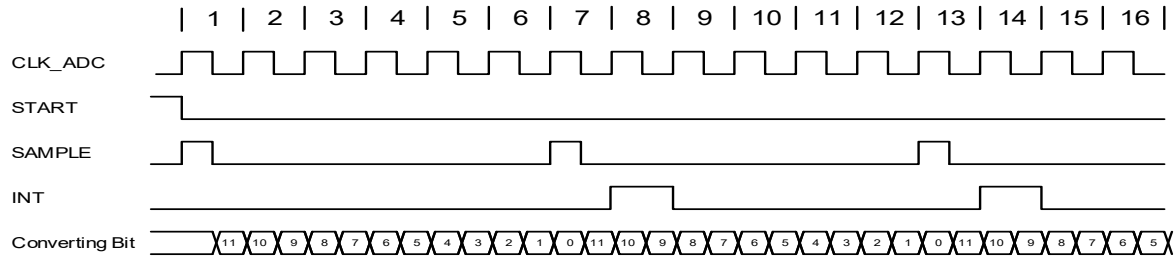 | 1 | 2 | 3 | 4 | 5 | 6 | 7 | 8 | 9 | 10 | 11 | 12 | 13 | 14 | 15 | 16 |
CLK_ADC
START
SAMPLE
INT
Converting Bit 11 10 9 8 7 6 5 4 3 2 1 0 11 10 9 8 7 6 5 4 3 2 1 0 11 10 9 8 7 6 5